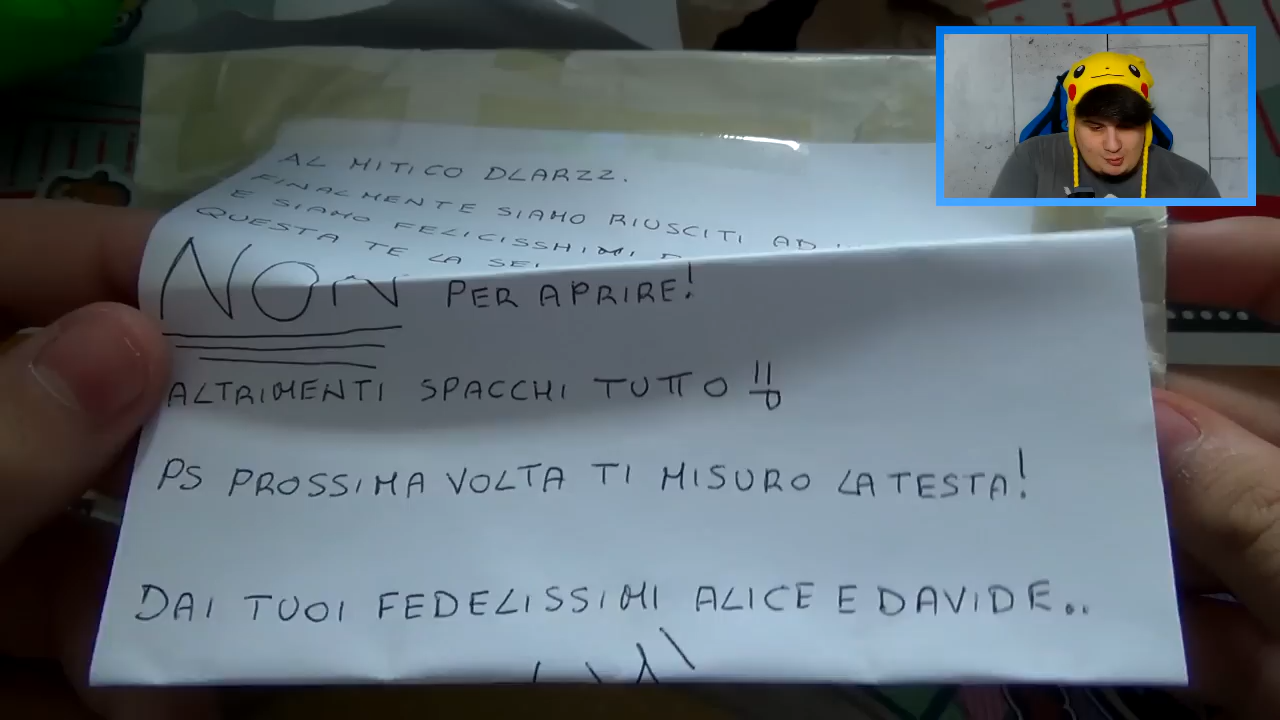 AL MITICO DLARZZ.
FINALMENTE SIAMO RIUSCITI AD
E SIAMO FELICISSIMI
QUESTA TE LA SEI
NON PER APRIRE!
ALTRIMENTI SPACCHI TUTTO
PS PROSSIMA VOLTA TI MISURO LA TESTA!
DAI TUOI FEDELISSIMI ALICE E DAVIDE..